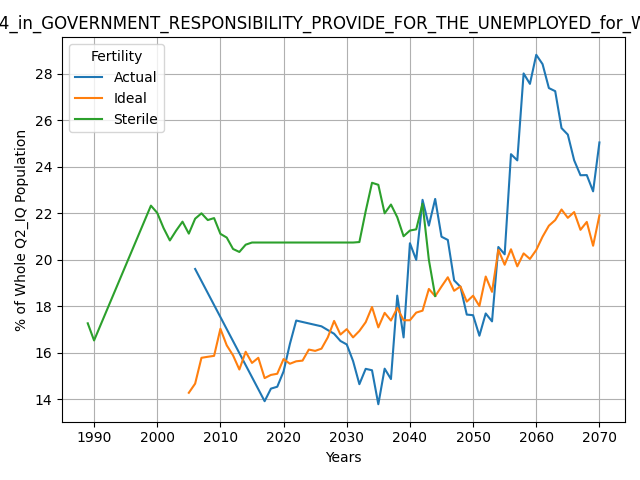 4_in_GOVERNMENT_RESPONSIBILITY_PROVIDE_FOR_THE_UNEMPLOYED_for_W
Fertility
Actual
Ideal
Sterile
% of Whole Q2_IQ Population
28
26
24
22
20
18
16
14
1990 2000 2010 2020 2030 2040 2050 2060 2070
Years